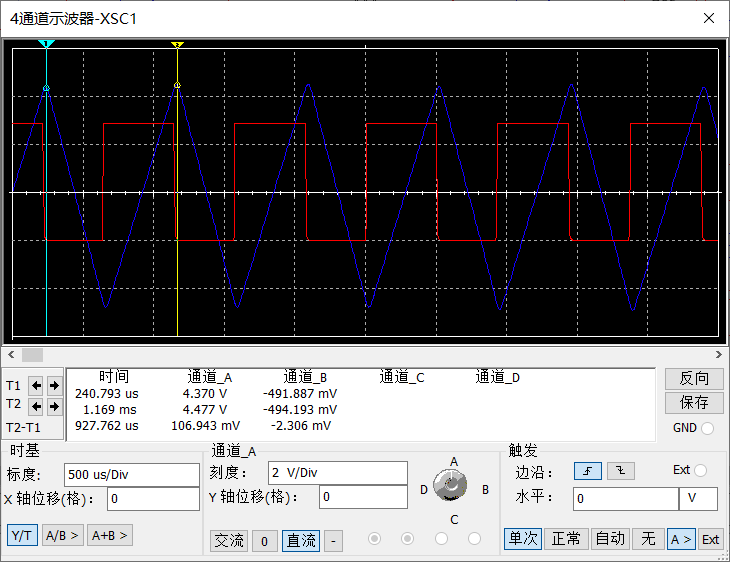 4通道示波器-XSC1
1 2
时间 通道_A 通道_B 通道_C 通道_D
T1 240.793 us 4.370 V -491.887 mV
T2 1.169 ms 4.477 V -494.193 mV
T2-T1 927.762 us 106.943 mV -2.306 mV
反向
保存
GND
时基
标度: 500 us/Div
X 轴位移(格): 0
Y/T A/B > A+B >
通道_A
刻度: 2 V/Div
Y 轴位移(格): 0
交流 0 直流 -
A
D B
C
触发
边沿: Ext
水平: 0 V
单次 正常 自动 无 A > Ext